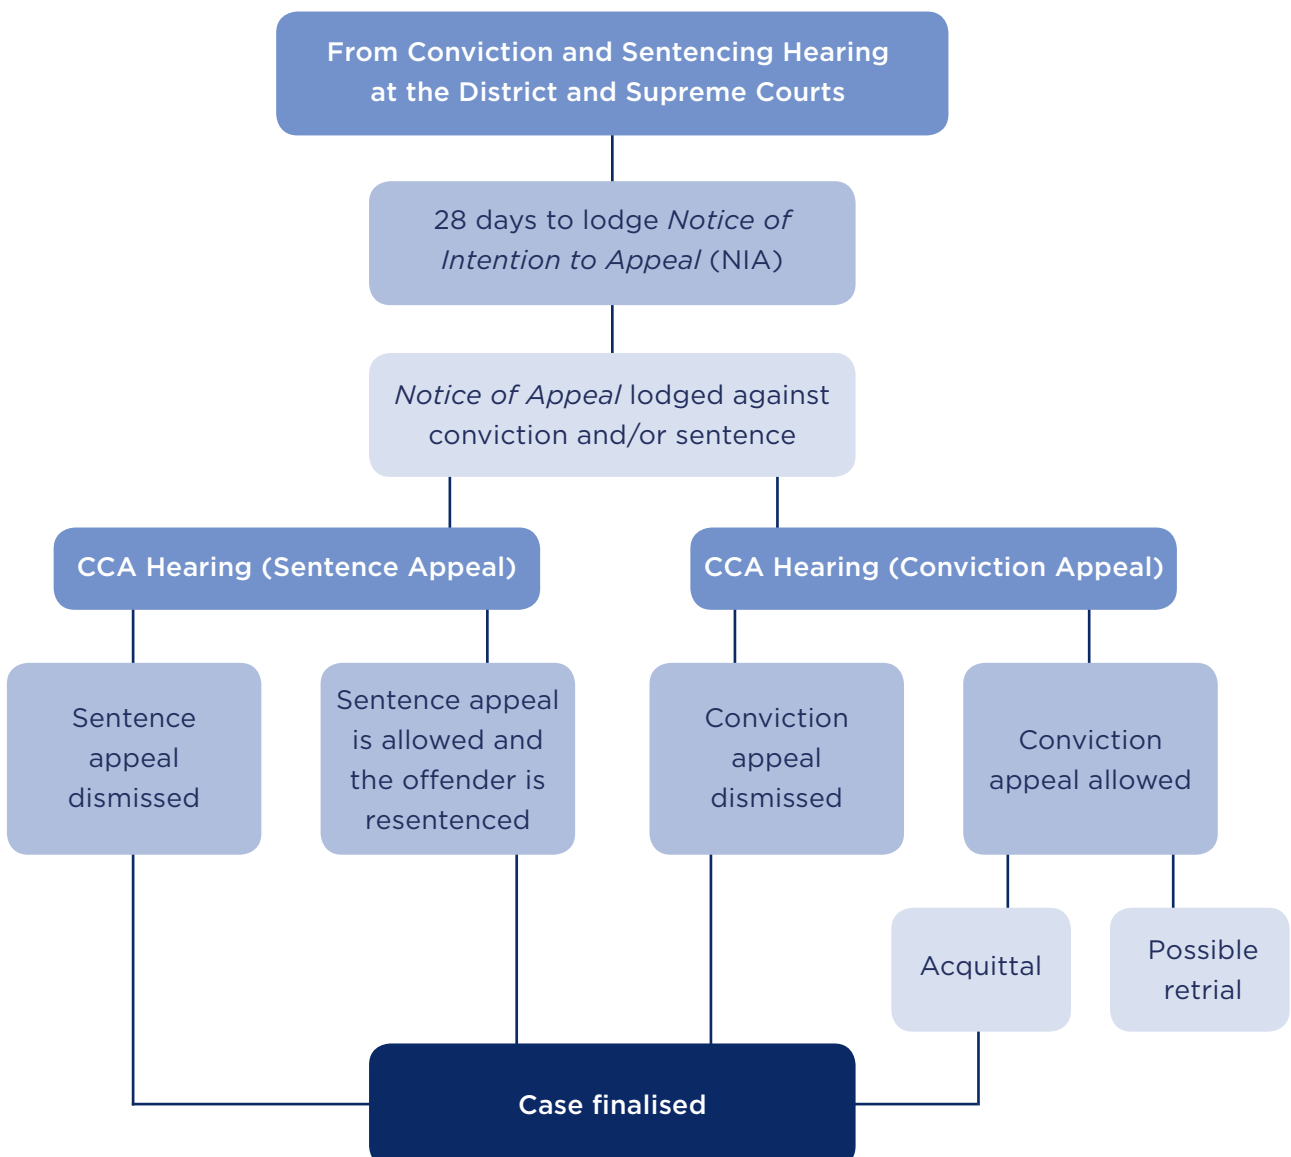 From Conviction and Sentencing Hearing
at the District and Supreme Courts
28 days to lodge Notice of
Intention to Appeal (NIA)
Notice of Appeal lodged against
conviction and/or sentence
CCA Hearing (Sentence Appeal)
CCA Hearing (Conviction Appeal)
Sentence
appeal
dismissed
Sentence appeal
is allowed and
the offender is
resentenced
Conviction
appeal
dismissed
Conviction
appeal allowed
Acquittal
Possible
retrial
Case finalised